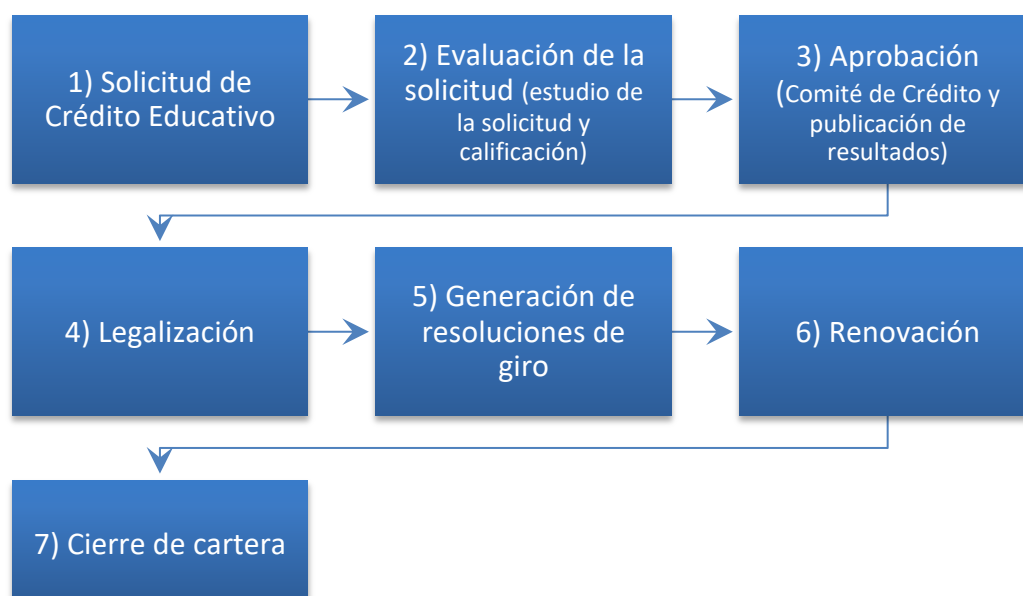 1) Solicitud de
Crédito Educativo
2) Evaluación de la
solicitud (estudio de
la solicitud y
calificación)
3) Aprobación
(Comité de Crédito y
publicación de
resultados)
4) Legalización
5) Generación de
resoluciones de
giro
6) Renovación
7) Cierre de cartera